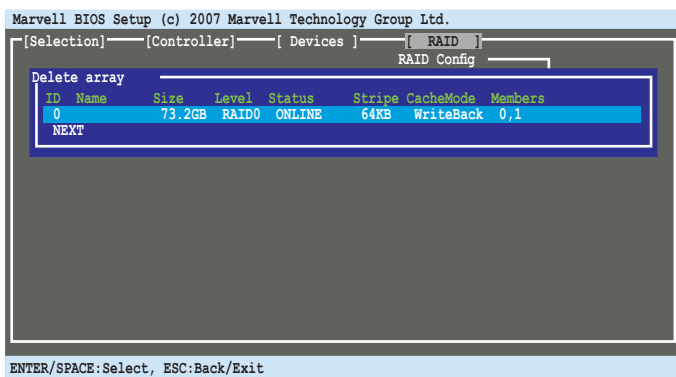 Marvell BIOS Setup (c) 2007 Marvell Technology Group Ltd.
[Selection] [Controller] [ Devices ] [ RAID ]
RAID Config
Delete array
ID Name Size Level Status Stripe CacheMode Members
0 73.2GB RAID0 ONLINE 64KB WriteBack 0,1
NEXT
ENTER/SPACE:Select, ESC:Back/Exit